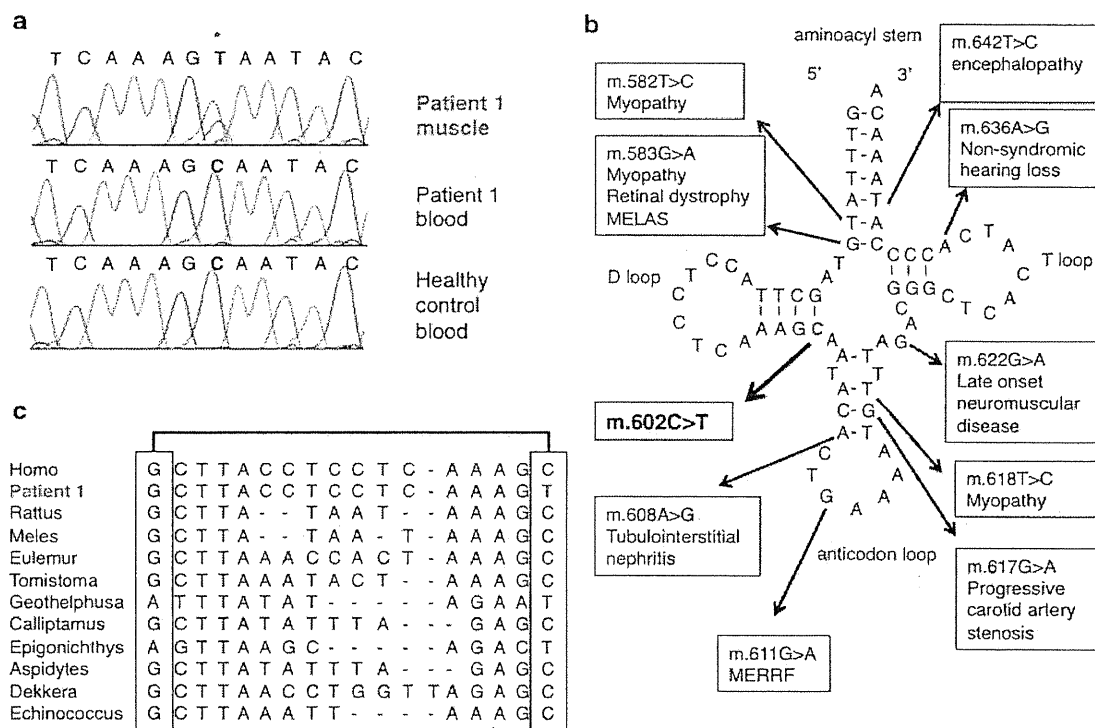 a
T C A A A G T A A T A C
Patient 1
muscle
T C A A A G C A A T A C
Patient 1
blood
T C A A A G C A A T A C
Healthy
control
blood
b
aminoacyl stem
5'
3'
m.582T>C
Myopathy
m.583G>A
Myopathy
Retinal dystrophy
MELAS
m.642T>C
encephalopathy
m.636A>G
Non-syndromic
hearing loss
A
C
G - A
T - A
T - A
T - A
A - T
T - A
G - C
D loop
T loop
m.602C>T
m.622G>A
Late onset
neuromuscular
disease
m.618T>C
Myopathy
m.608A>G
Tubulointerstitial
nephritis
anticodon loop
m.617G>A
Progressive
carotid artery
stenosis
m.611G>A
MERRF
c
Homo G C T T A C C T C C T C - A A A G C
Patient 1 G C T T A C C T C C T C - A A A G T
Rattus G C T T A - - T A A T - A A A G C
Meles G C T T A - - T A A - T - A A A G C
Eulemur G C T T A A A C C A C T - A A A G C
Tomistoma G C T T A A A T A C T - - A A A G C
Geothelphusa A T T T A T A T - - - - - A G A A T
Calliptamus G C T T A T A T T T A - - - G A G C
Epigonichthys A G T T A A G C - - - - - A G A C T
Aspidytes G C T T A T A T T T A - - - G A G C
Dekkera G C T T A A C C T G G T T A G A G C
Echinococcus G C T T A A A T T - - - - A A A G C